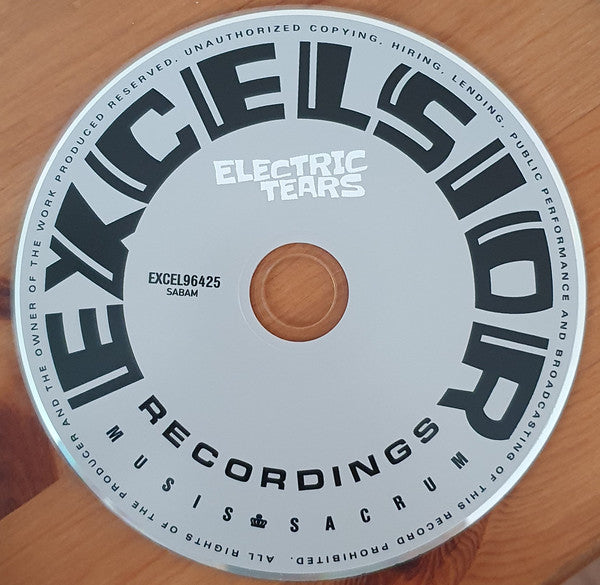 EXCELSIOR
RECORDINGS
MUSIS SACRUM
ELECTRIC
TEARS
EXCEL96425
SABAM
ALL RIGHTS OF THE PRODUCER AND THE OWNER OF THE WORK PRODUCED RESERVED. UNAUTHORIZED COPYING, HIRING, LENDING, PUBLIC PERFORMANCE AND BROADCASTING OF THIS RECORD PROHIBITED.